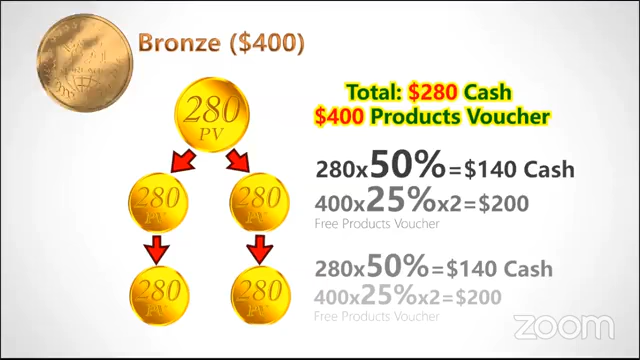 Bronze ($400)
280
PV
Total: $280 Cash
$400 Products Voucher
280x50%=$140 Cash
400x25%x2=$200
Free Products Voucher
280
PV
280
PV
280x50%=$140 Cash
400x25%x2=$200
Free Products Voucher
280
PV
280
PV
zoom